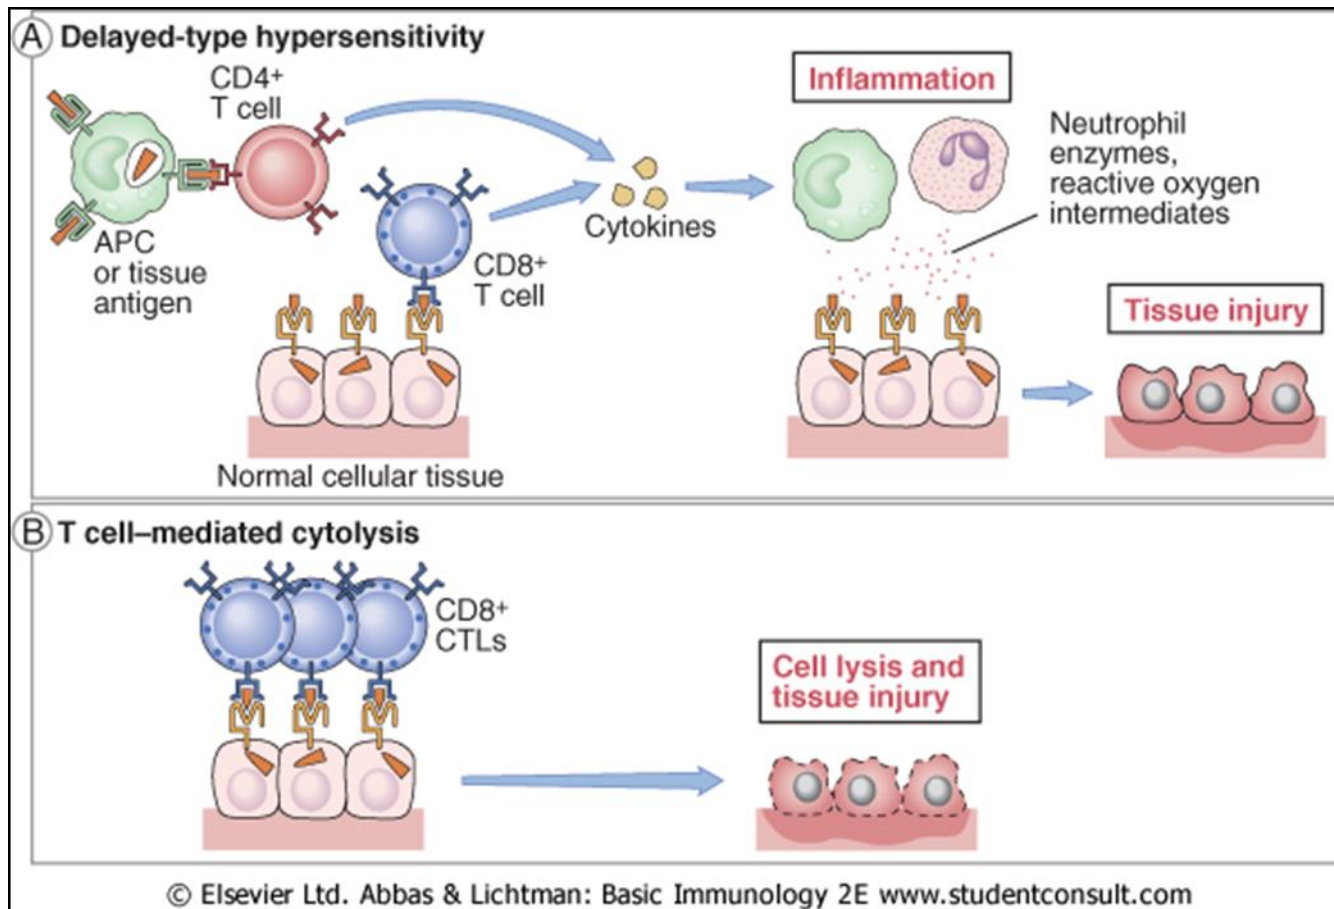 A Delayed-type hypersensitivity
CD4+
T cell
APC
or tissue
antigen
CD8+
T cell
Normal cellular tissue
Cytokines
Inflammation
Neutrophil
enzymes,
reactive oxygen
intermediates
Tissue injury
B T cell–mediated cytolysis
CD8+
CTLs
Cell lysis and
tissue injury
© Elsevier Ltd. Abbas & Lichtman: Basic Immunology 2E www.studentconsult.com